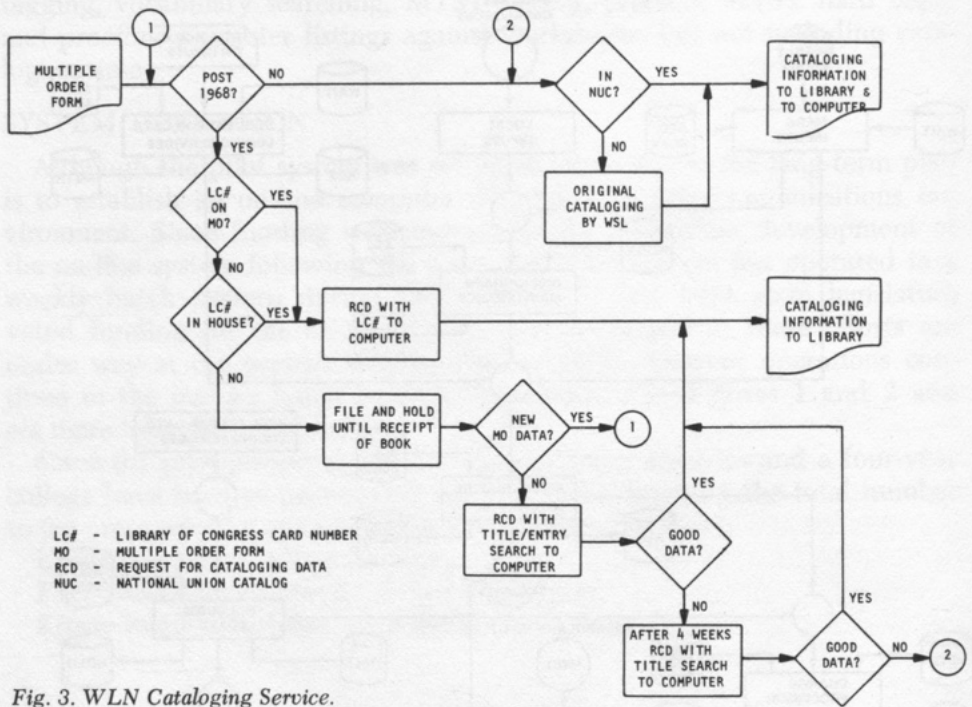 1
2
MULTIPLE
ORDER
FORM
POST
1968?
NO
YES
LC#
ON
MO?
YES
NO
LC#
IN HOUSE?
YES
NO
RCD WITH
LC# TO
COMPUTER
IN
NUC?
YES
NO
ORIGINAL
CATALOGING
BY WSL
CATALOGING
INFORMATION
TO LIBRARY &
TO COMPUTER
CATALOGING
INFORMATION
TO LIBRARY
FILE AND HOLD
UNTIL RECEIPT
OF BOOK
NEW
MO DATA?
YES
1
NO
RCD WITH
TITLE/ENTRY
SEARCH TO
COMPUTER
YES
GOOD
DATA?
NO
AFTER 4 WEEKS
RCD WITH
TITLE SEARCH
TO COMPUTER
YES
GOOD
DATA?
NO
2
LC# - LIBRARY OF CONGRESS CARD NUMBER
MO - MULTIPLE ORDER FORM
RCD - REQUEST FOR CATALOGING DATA
NUC - NATIONAL UNION CATALOG
Fig. 3. WLN Cataloging Service.